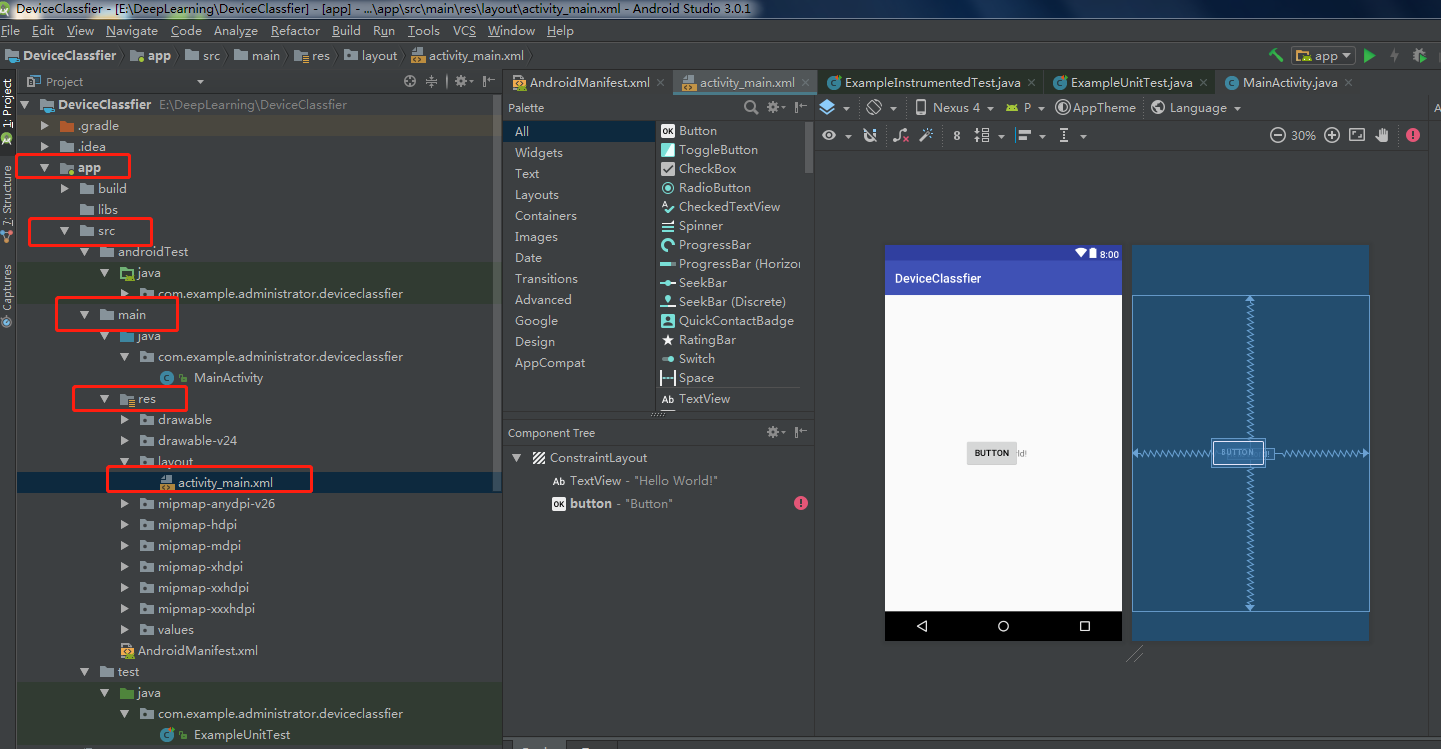 DeviceClassfier - [E:\DeepLearning\DeviceClassfier] - [app] - ...\app\src\main\res\layout\activity_main.xml - Android Studio 3.0.1
File Edit View Navigate Code Analyze Refactor Build Run Tools VCS Window Help
DeviceClassfier app src main res layout activity_main.xml app
1: Project
7: Structure
Captures
Project
DeviceClassfier E:\DeepLearning\DeviceClassfier
.gradle
.idea
app
build
libs
src
androidTest
java
com.example.administrator.deviceclassfier
main
java
com.example.administrator.deviceclassfier
MainActivity
res
drawable
drawable-v24
layout
activity_main.xml
mipmap-anydpi-v26
mipmap-hdpi
mipmap-mdpi
mipmap-xhdpi
mipmap-xxhdpi
mipmap-xxxhdpi
values
AndroidManifest.xml
test
java
com.example.administrator.deviceclassfier
ExampleUnitTest
AndroidManifest.xml activity_main.xml ExampleInstrumentedTest.java ExampleUnitTest.java MainActivity.java
Palette
All
Widgets
Text
Layouts
Containers
Images
Date
Transitions
Advanced
Google
Design
AppCompat
OK Button
ToggleButton
CheckBox
RadioButton
CheckedTextView
Spinner
ProgressBar
ProgressBar (Horizon
SeekBar
SeekBar (Discrete)
QuickContactBadge
RatingBar
Switch
Space
Ab TextView
Component Tree
ConstraintLayout
Ab TextView - "Hello World!"
OK button - "Button"
Nexus 4 P AppTheme Language
8 30%
8:00
DeviceClassfier
BUTTON ld!
BUTTON